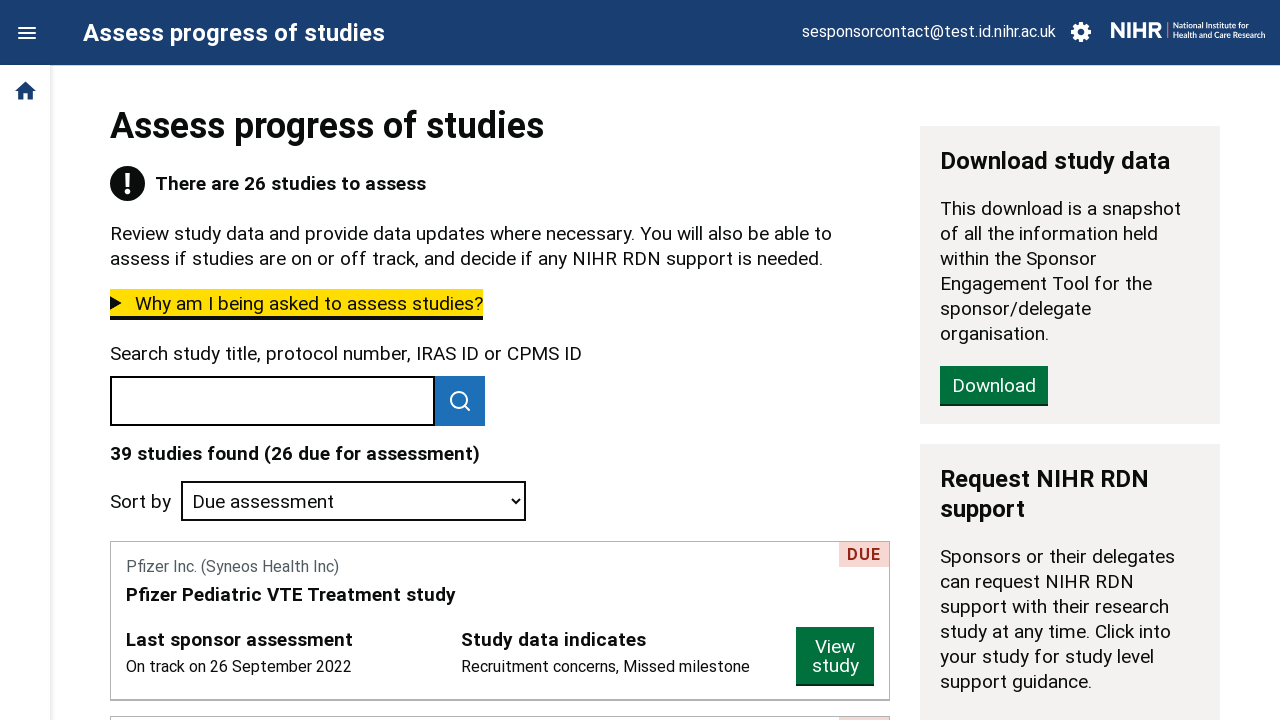 Assess progress of studies
sesponsorcontact@test.id.nihr.ac.uk
NIHR
National Institute for
Health and Care Research
Assess progress of studies
There are 26 studies to assess
Review study data and provide data updates where necessary. You will also be able to
assess if studies are on or off track, and decide if any NIHR RDN support is needed.
Why am I being asked to assess studies?
Search study title, protocol number, IRAS ID or CPMS ID
39 studies found (26 due for assessment)
Sort by
Due assessment
DUE
Pfizer Inc. (Syneos Health Inc)
Pfizer Pediatric VTE Treatment study
Last sponsor assessment
On track on 26 September 2022
Study data indicates
Recruitment concerns, Missed milestone
View
study
Download study data
This download is a snapshot
of all the information held
within the Sponsor
Engagement Tool for the
sponsor/delegate
organisation.
Download
Request NIHR RDN
support
Sponsors or their delegates
can request NIHR RDN
support with their research
study at any time. Click into
your study for study level
support guidance.